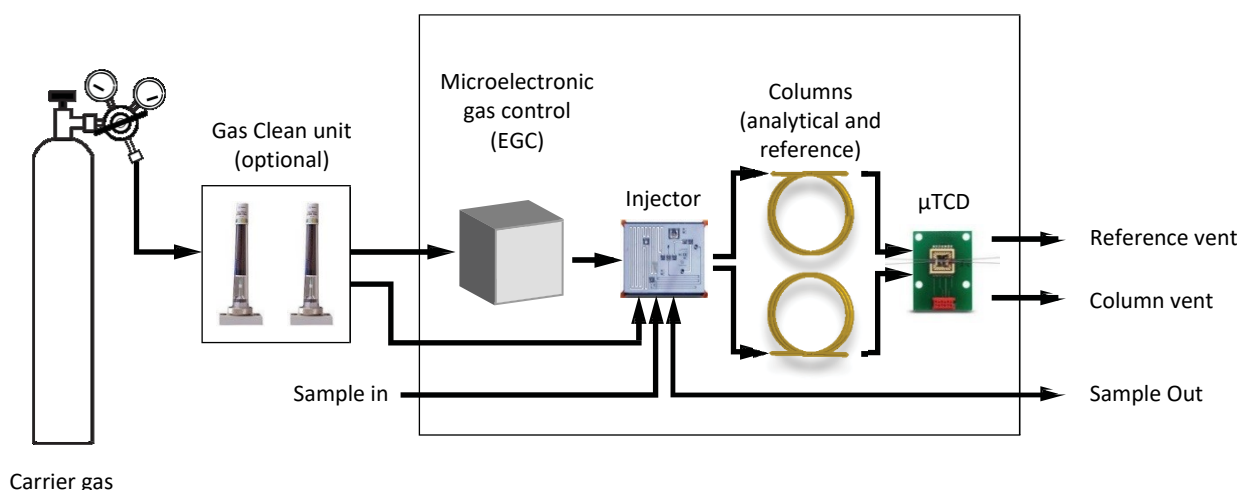 Microelectronic
gas control
(EGC)
Columns
(analytical and
reference)
Gas Clean unit
(optional)
Injector
µTCD
Reference vent
Column vent
Sample in
Sample Out
Carrier gas